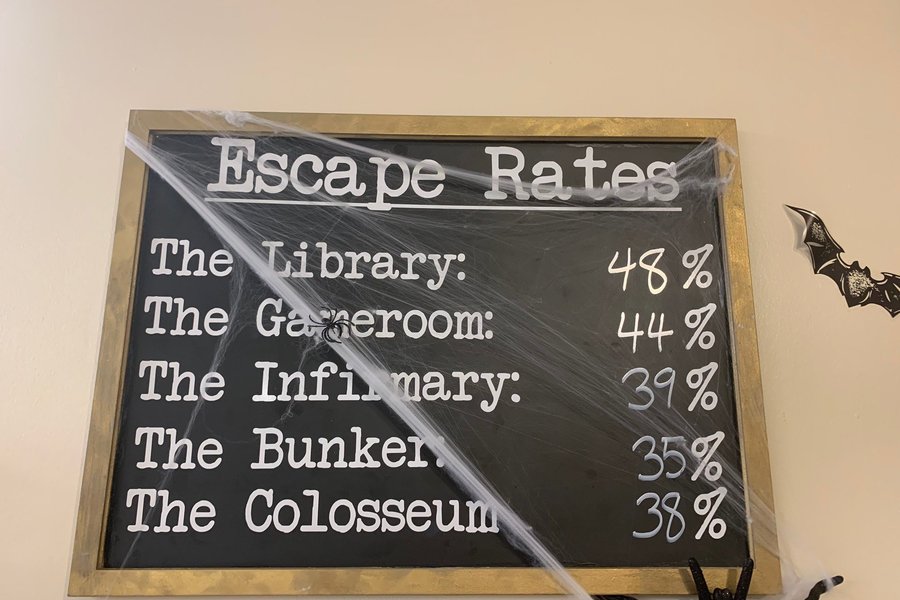 Escape Rates
The Library: 48%
The Gameroom: 44%
The Infirmary: 39%
The Bunker: 35%
The Colosseum 38%